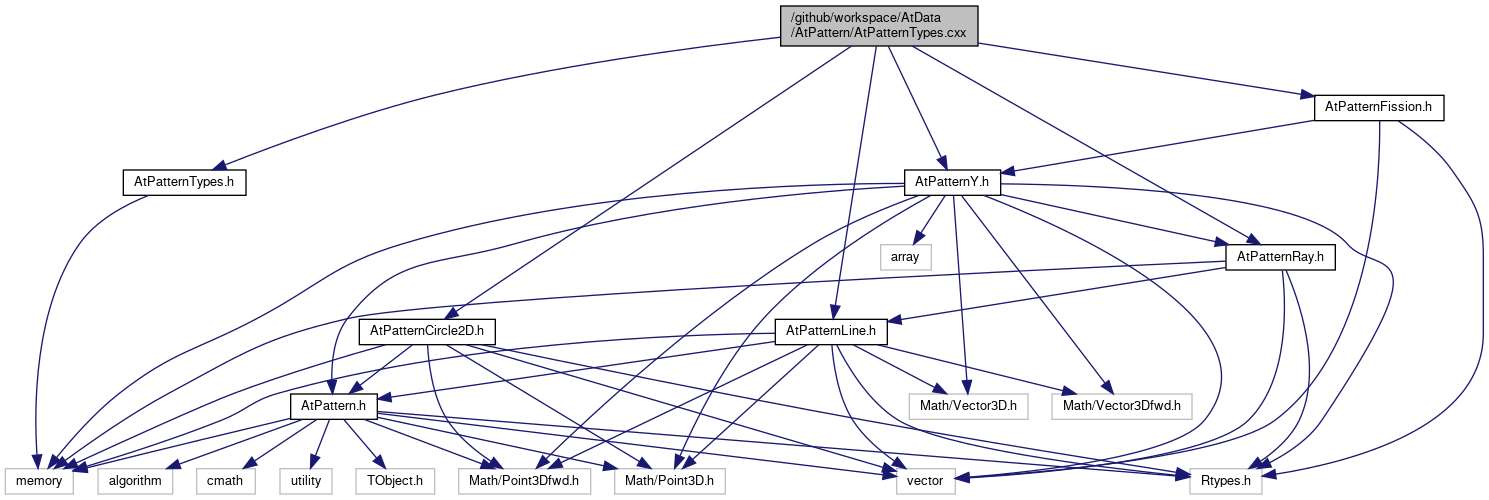 /github/workspace/AtData
/AtPattern/AtPatternTypes.cxx
AtPatternFission.h
AtPatternTypes.h
AtPatternY.h
array
AtPatternRay.h
AtPatternCircle2D.h
AtPatternLine.h
AtPattern.h
Math/Vector3D.h
Math/Vector3Dfwd.h
memory
algorithm
cmath
utility
TObject.h
Math/Point3Dfwd.h
Math/Point3D.h
vector
Rtypes.h